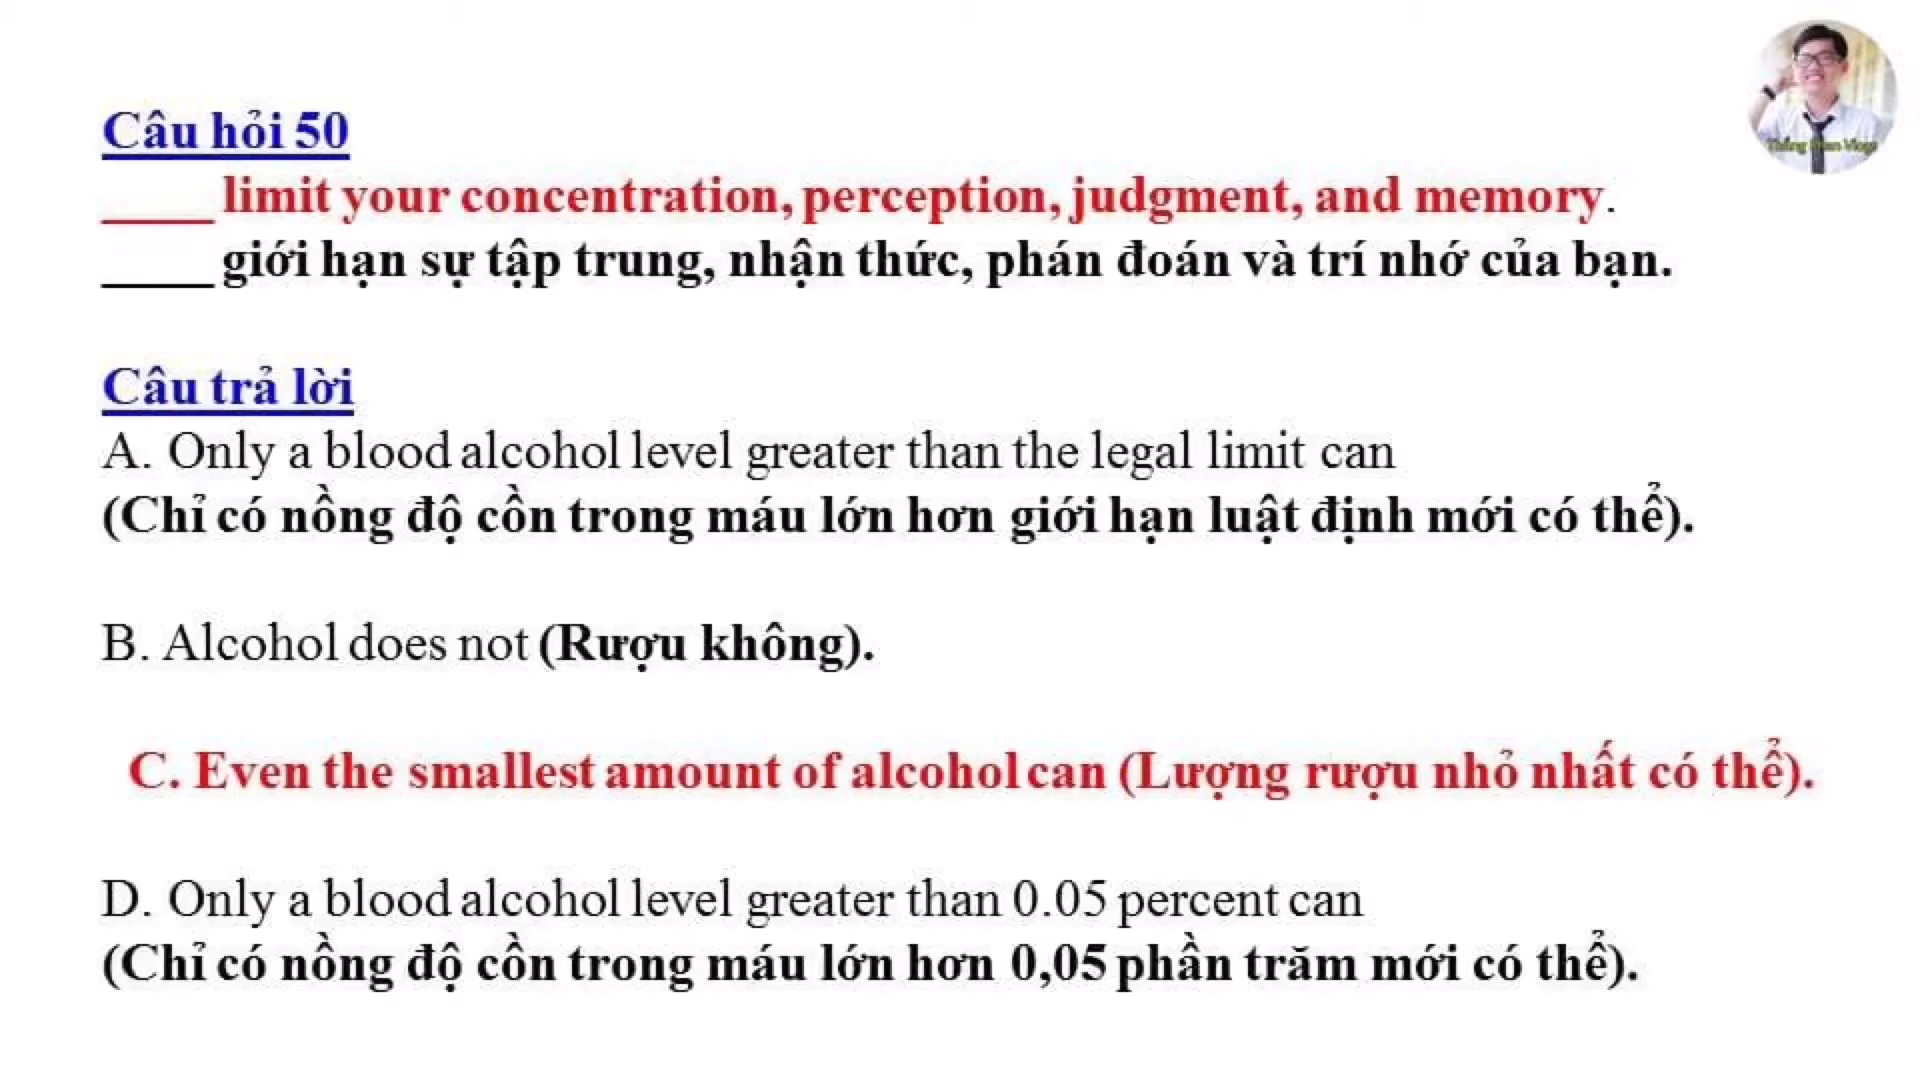 Câu hỏi 50
____ limit your concentration, perception, judgment, and memory.
____ giới hạn sự tập trung, nhận thức, phán đoán và trí nhớ của bạn.
Câu trả lời
A. Only a blood alcohol level greater than the legal limit can
(Chỉ có nồng độ cồn trong máu lớn hơn giới hạn luật định mới có thể).
B. Alcohol does not (Rượu không).
C. Even the smallest amount of alcohol can (Lượng rượu nhỏ nhất có thể).
D. Only a blood alcohol level greater than 0.05 percent can
(Chỉ có nồng độ cồn trong máu lớn hơn 0,05 phần trăm mới có thể).